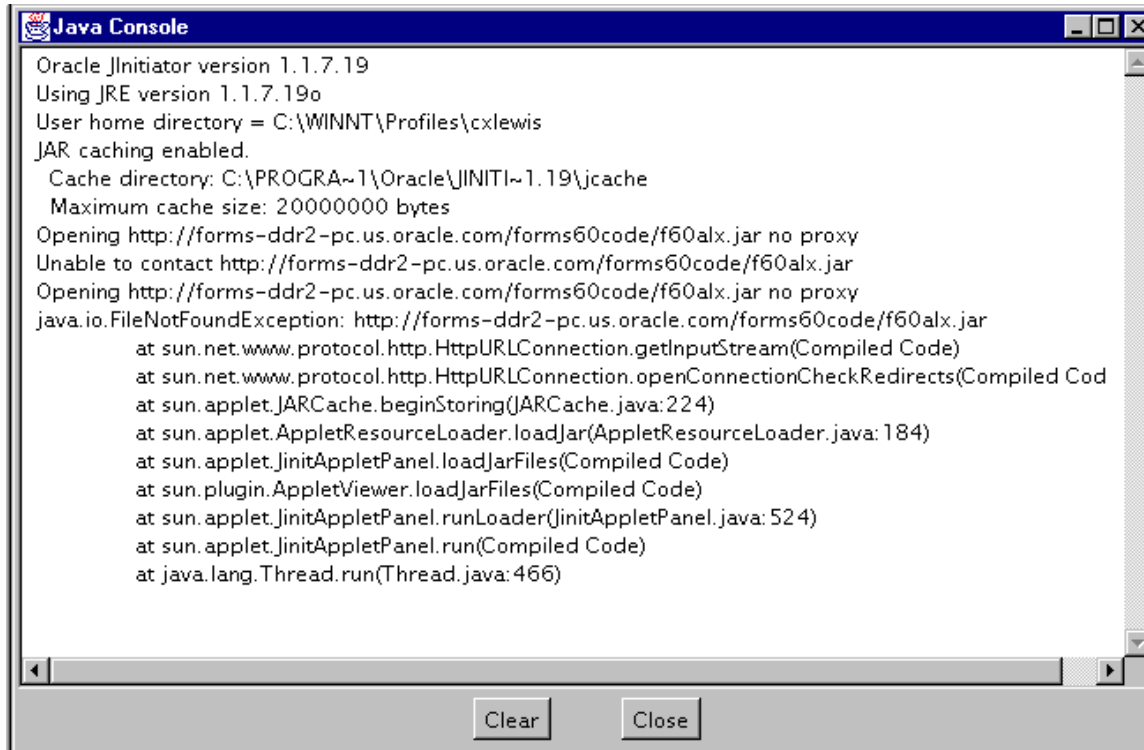 Java Console
Oracle JInitiator version 1.1.7.19
Using JRE version 1.1.7.19o
User home directory = C:\WINNT\Profiles\cxlewis
JAR caching enabled.
Cache directory: C:\PROGRA~1\Oracle\JINITI~1.19\jcache
Maximum cache size: 20000000 bytes
Opening http://forms-ddr2-pc.us.oracle.com/forms60code/f60alx.jar no proxy
Unable to contact http://forms-ddr2-pc.us.oracle.com/forms60code/f60alx.jar
Opening http://forms-ddr2-pc.us.oracle.com/forms60code/f60alx.jar no proxy
java.io.FileNotFoundException: http://forms-ddr2-pc.us.oracle.com/forms60code/f60alx.jar
at sun.net.www.protocol.http.HttpURLConnection.getInputStream(Compiled Code)
at sun.net.www.protocol.http.HttpURLConnection.openConnectionCheckRedirects(Compiled Cod
at sun.applet.JARCache.beginStoring(JARCache.java:224)
at sun.applet.AppletResourceLoader.loadJar(AppletResourceLoader.java:184)
at sun.applet.JinitAppletPanel.loadJarFiles(Compiled Code)
at sun.plugin.AppletViewer.loadJarFiles(Compiled Code)
at sun.applet.JinitAppletPanel.runLoader(JinitAppletPanel.java:524)
at sun.applet.JinitAppletPanel.run(Compiled Code)
at java.lang.Thread.run(Thread.java:466)
Clear Close